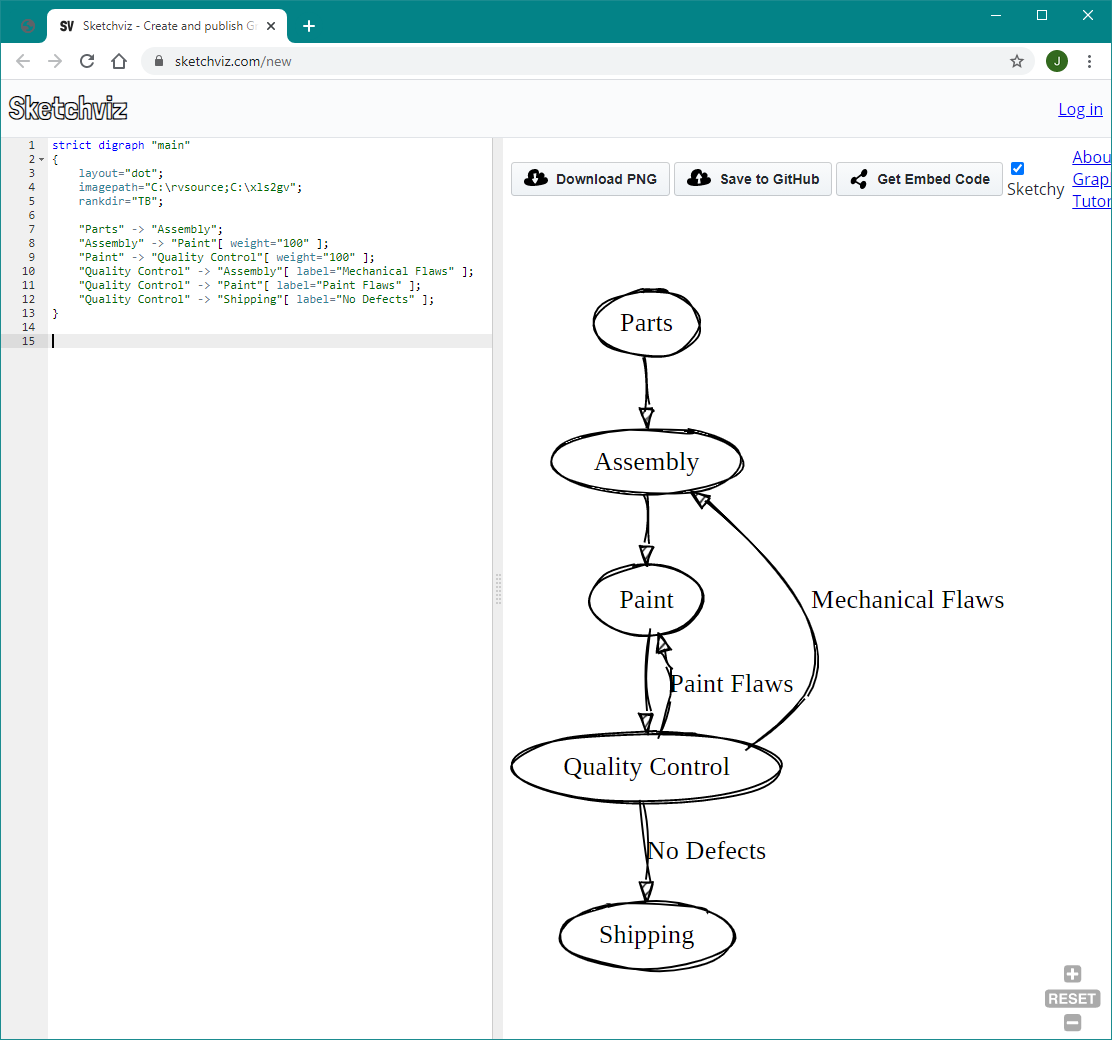 SV Sketchviz - Create and publish G
sketchviz.com/new
J
Sketchviz
Log in
1 strict digraph "main"
2 {
3 layout="dot";
4 imagepath="C:\rvsource;C:\xls2gv";
5 rankdir="TB";
6
7 "Parts" -> "Assembly";
8 "Assembly" -> "Paint"[ weight="100" ];
9 "Paint" -> "Quality Control"[ weight="100" ];
10 "Quality Control" -> "Assembly"[ label="Mechanical Flaws" ];
11 "Quality Control" -> "Paint"[ label="Paint Flaws" ];
12 "Quality Control" -> "Shipping"[ label="No Defects" ];
13 }
14
15
Download PNG
Save to GitHub
Get Embed Code
Sketchy
Abou
Grap
Tutor
Parts
Assembly
Paint
Mechanical Flaws
Paint Flaws
Quality Control
No Defects
Shipping
RESET